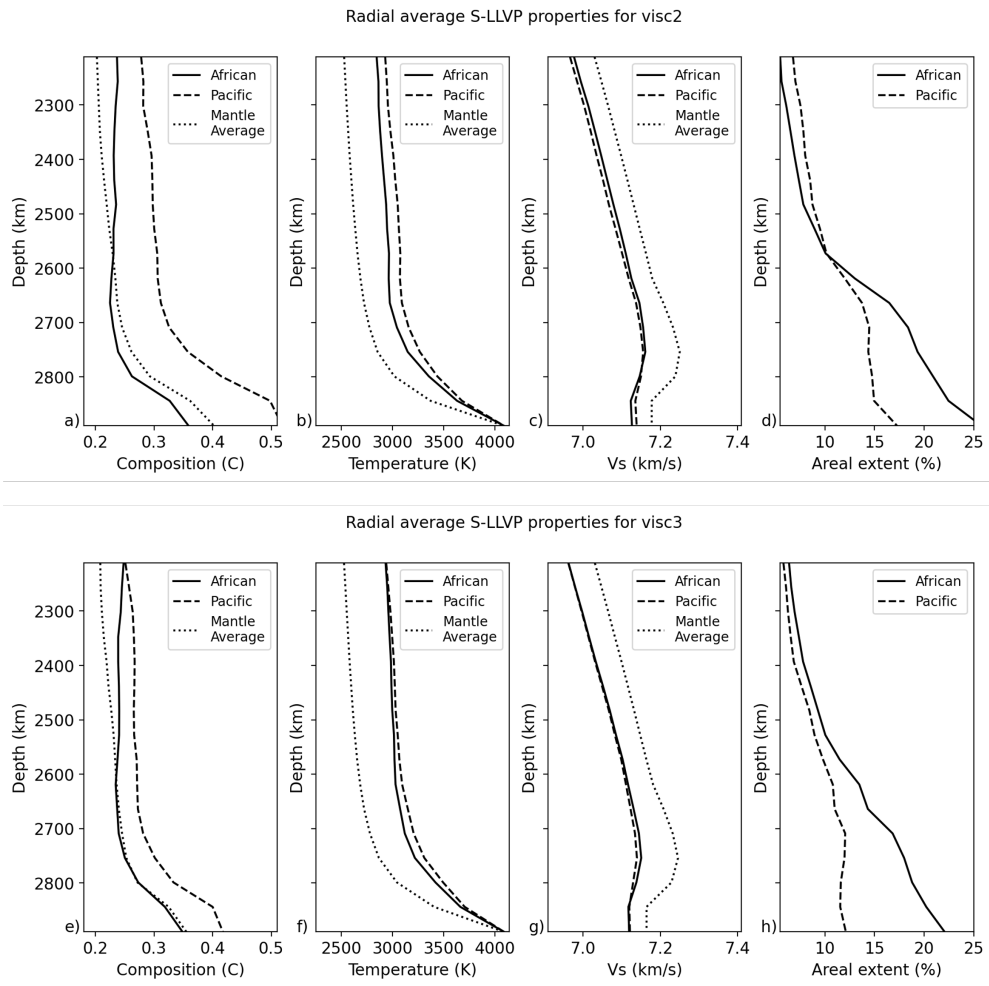 Radial average S-LLVP properties for visc2
African
Pacific
Mantle
Average
2300
2400
2500
2600
2700
2800
Depth (km)
a)
0.2 0.3 0.4 0.5
Composition (C)
African
Pacific
Mantle
Average
Depth (km)
b)
2500 3000 3500 4000
Temperature (K)
African
Pacific
Mantle
Average
Depth (km)
c)
7.0 7.2 7.4
Vs (km/s)
African
Pacific
Depth (km)
d)
10 15 20 25
Areal extent (%)
Radial average S-LLVP properties for visc3
African
Pacific
Mantle
Average
2300
2400
2500
2600
2700
2800
Depth (km)
e)
0.2 0.3 0.4 0.5
Composition (C)
African
Pacific
Mantle
Average
Depth (km)
f)
2500 3000 3500 4000
Temperature (K)
African
Pacific
Mantle
Average
Depth (km)
g)
7.0 7.2 7.4
Vs (km/s)
African
Pacific
Depth (km)
h)
10 15 20 25
Areal extent (%)